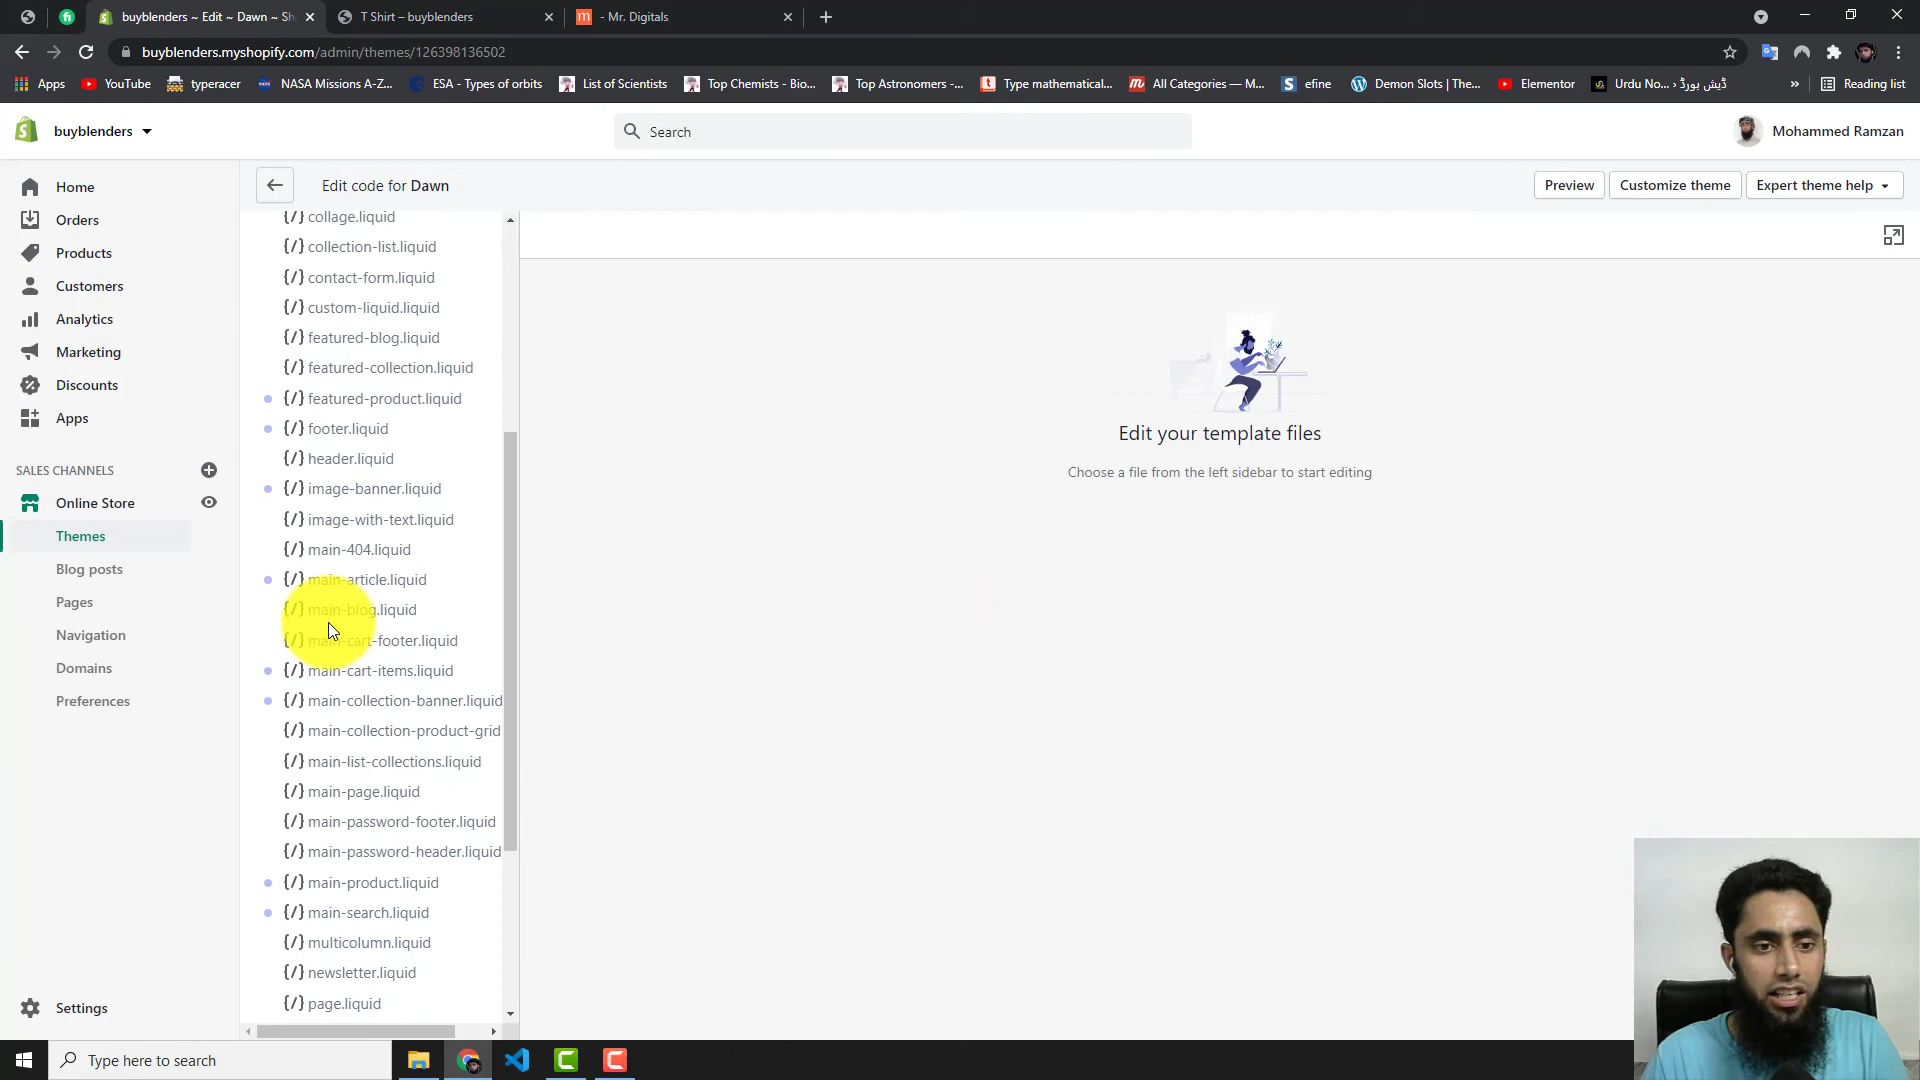 buyblenders ~ Edit ~ Dawn ~ Sh
T Shirt – buyblenders
- Mr. Digitals
buyblenders.myshopify.com/admin/themes/126398136502
Apps
YouTube
typeracer
NASA Missions A-Z...
ESA - Types of orbits
List of Scientists
Top Chemists - Bio...
Top Astronomers -...
Type mathematical...
All Categories — M...
efine
Demon Slots | The...
Elementor
ڈیش بورڈ ‹ Urdu No...
Reading list
buyblenders
Search
Mohammed Ramzan
Edit code for Dawn
Preview
Customize theme
Expert theme help
Home
Orders
Products
Customers
Analytics
Marketing
Discounts
Apps
SALES CHANNELS
Online Store
Themes
Blog posts
Pages
Navigation
Domains
Preferences
Settings
{/} collage.liquid
{/} collection-list.liquid
{/} contact-form.liquid
{/} custom-liquid.liquid
{/} featured-blog.liquid
{/} featured-collection.liquid
{/} featured-product.liquid
{/} footer.liquid
{/} header.liquid
{/} image-banner.liquid
{/} image-with-text.liquid
{/} main-404.liquid
{/} main-article.liquid
{/} main-blog.liquid
{/} main-cart-footer.liquid
{/} main-cart-items.liquid
{/} main-collection-banner.liquid
{/} main-collection-product-grid
{/} main-list-collections.liquid
{/} main-page.liquid
{/} main-password-footer.liquid
{/} main-password-header.liquid
{/} main-product.liquid
{/} main-search.liquid
{/} multicolumn.liquid
{/} newsletter.liquid
{/} page.liquid
Edit your template files
Choose a file from the left sidebar to start editing
Type here to search